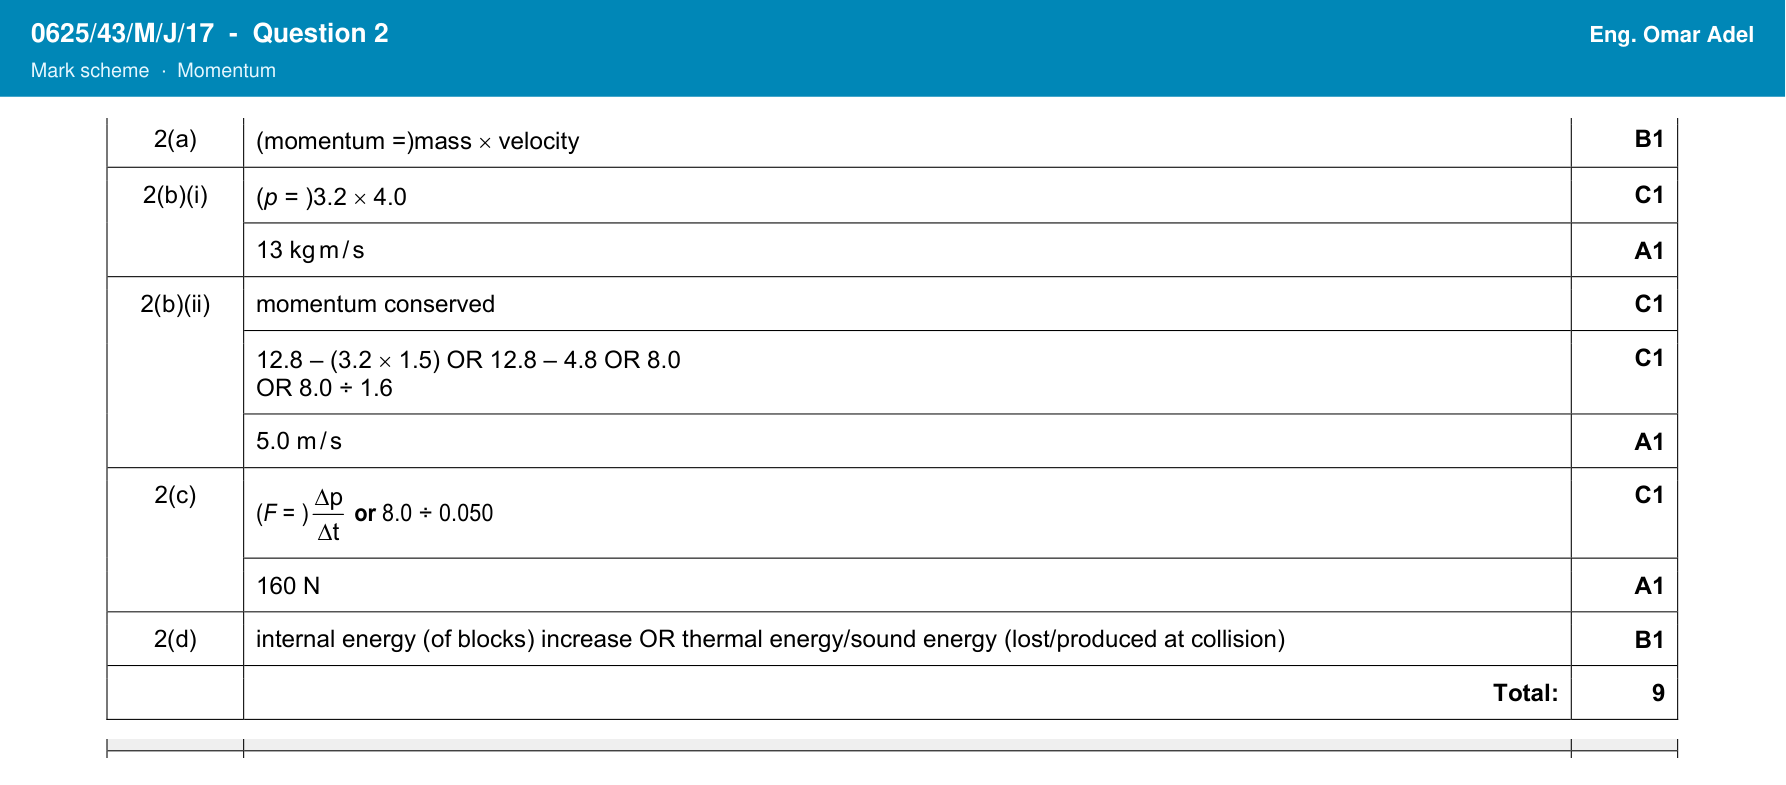 0625/43/M/J/17 - Question 2
Eng. Omar Adel
Mark scheme · Momentum
2(a) (momentum =)mass × velocity B1
2(b)(i) (p = )3.2 × 4.0 C1
13 kg m / s A1
2(b)(ii) momentum conserved C1
12.8 – (3.2 × 1.5) OR 12.8 – 4.8 OR 8.0 C1
OR 8.0 ÷ 1.6
5.0 m / s A1
2(c) (F = ) Δp/Δt or 8.0 ÷ 0.050 C1
160 N A1
2(d) internal energy (of blocks) increase OR thermal energy/sound energy (lost/produced at collision) B1
Total: 9